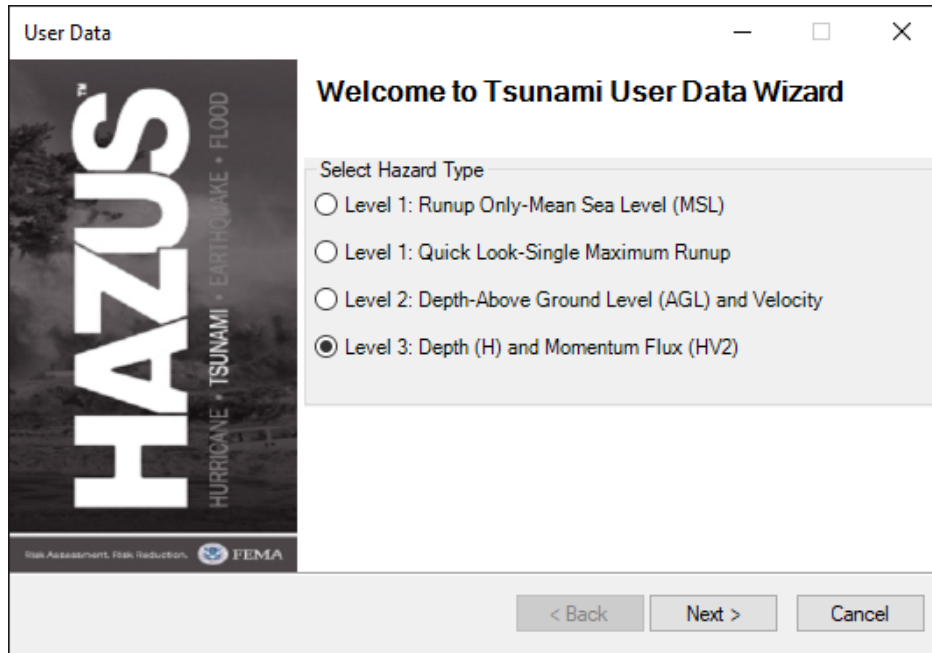 User Data
HAZUS™
HURRICANE • TSUNAMI • EARTHQUAKE • FLOOD
Risk Assessment. Risk Reduction. FEMA
Welcome to Tsunami User Data Wizard
Select Hazard Type
Level 1: Runup Only-Mean Sea Level (MSL)
Level 1: Quick Look-Single Maximum Runup
Level 2: Depth-Above Ground Level (AGL) and Velocity
Level 3: Depth (H) and Momentum Flux (HV2)
< Back Next > Cancel